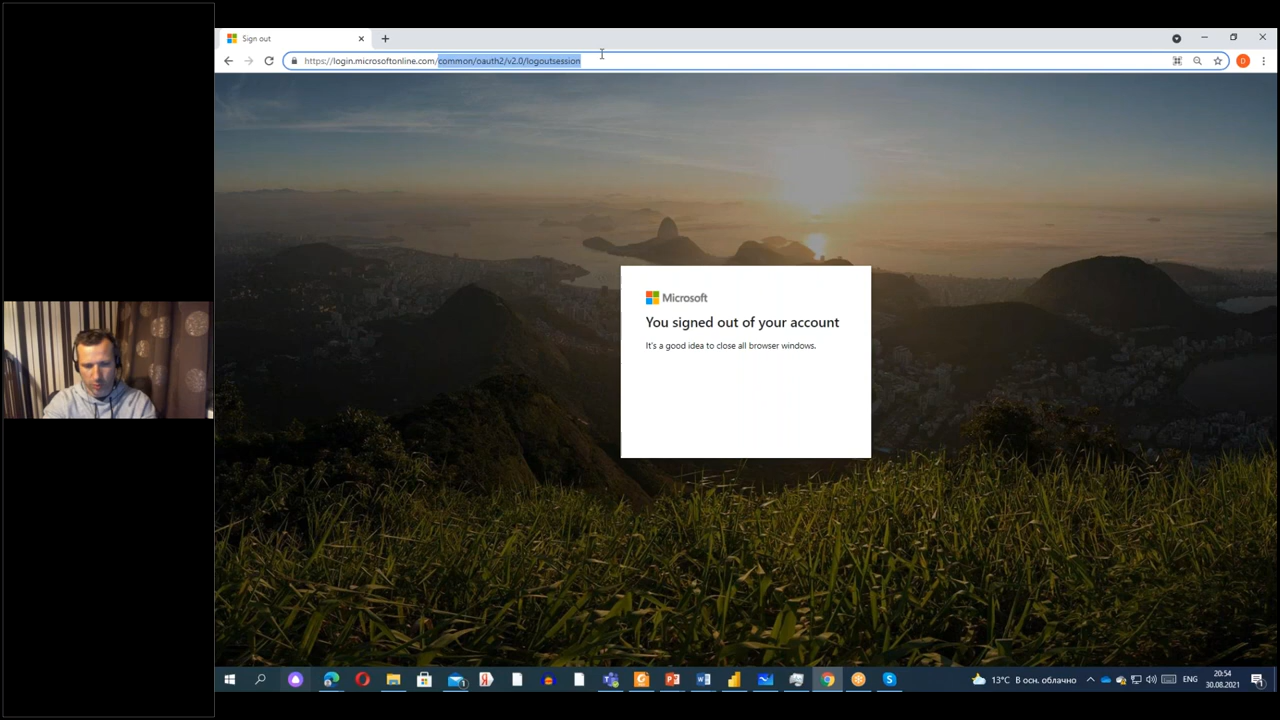 Sign out
https://login.microsoftonline.com/common/oauth2/v2.0/logoutsession
D
Microsoft
You signed out of your account
It's a good idea to close all browser windows.
13°C В осн. облачно
ENG
20:54
30.08.2021